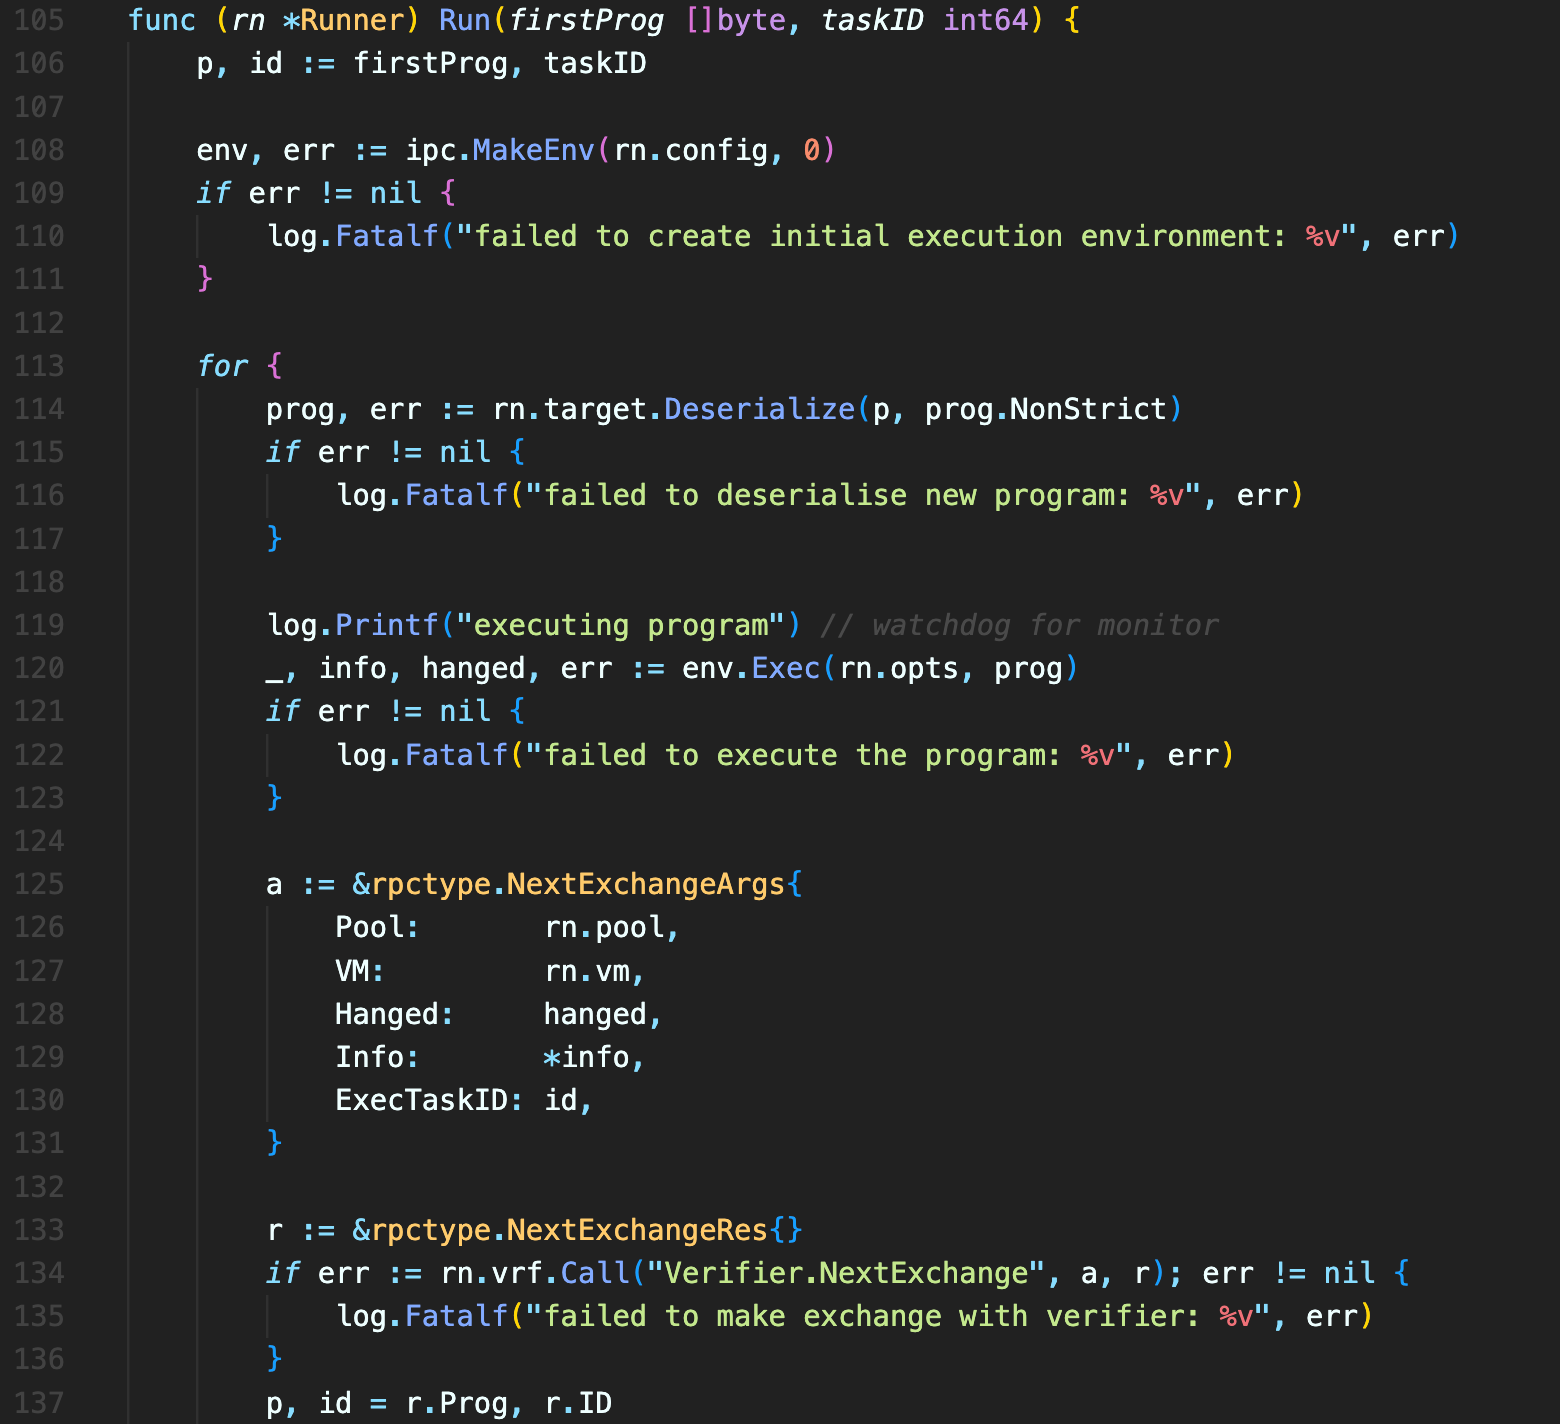 105 func (rn *Runner) Run(firstProg []byte, taskID int64) {
106 p, id := firstProg, taskID
107
108 env, err := ipc.MakeEnv(rn.config, 0)
109 if err != nil {
110 log.Fatalf("failed to create initial execution environment: %v", err)
111 }
112
113 for {
114 prog, err := rn.target.Deserialize(p, prog.NonStrict)
115 if err != nil {
116 log.Fatalf("failed to deserialise new program: %v", err)
117 }
118
119 log.Printf("executing program") // watchdog for monitor
120 _, info, hanged, err := env.Exec(rn.opts, prog)
121 if err != nil {
122 log.Fatalf("failed to execute the program: %v", err)
123 }
124
125 a := &rpctype.NextExchangeArgs{
126 Pool: rn.pool,
127 VM: rn.vm,
128 Hanged: hanged,
129 Info: *info,
130 ExecTaskID: id,
131 }
132
133 r := &rpctype.NextExchangeRes{}
134 if err := rn.vrf.Call("Verifier.NextExchange", a, r); err != nil {
135 log.Fatalf("failed to make exchange with verifier: %v", err)
136 }
137 p, id = r.Prog, r.ID